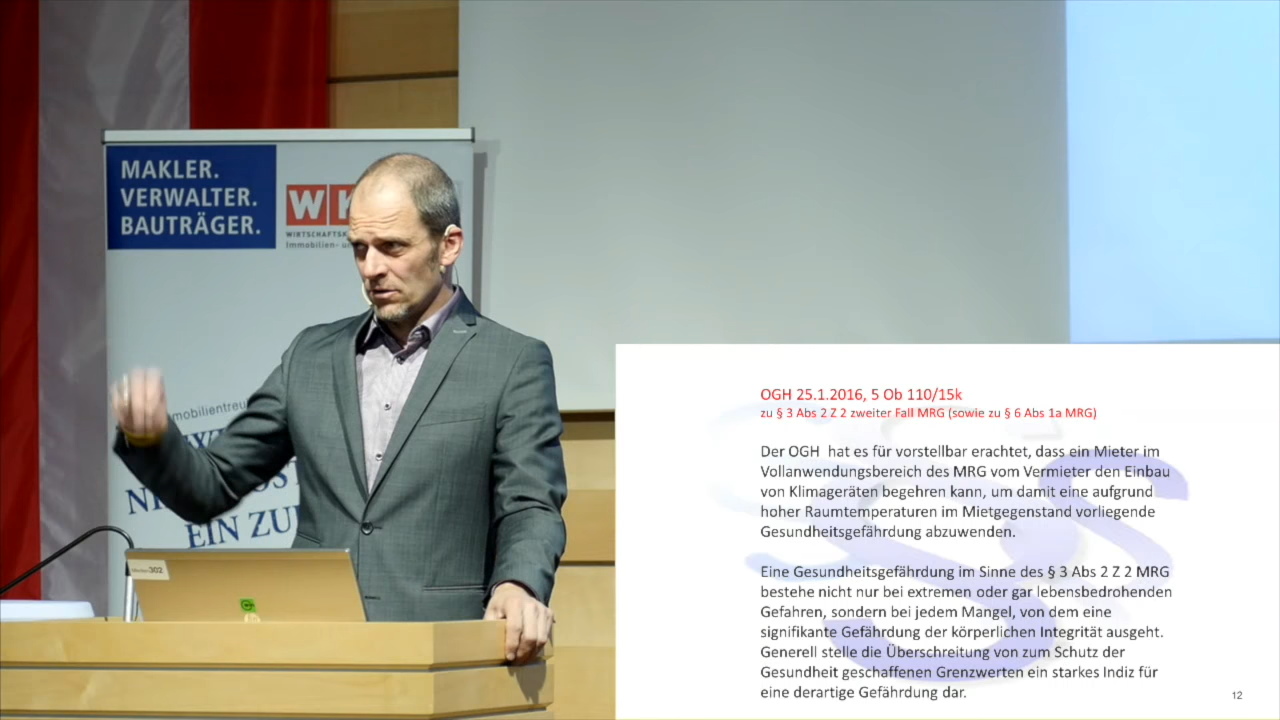 MAKLER.
VERWALTER.
BAUTRÄGER.
WK
WIRTSCHAFTSK
Immobilien- u
mobilientreu
EIN ZU
302
OGH 25.1.2016, 5 Ob 110/15k
zu § 3 Abs 2 Z 2 zweiter Fall MRG (sowie zu § 6 Abs 1a MRG)
Der OGH hat es für vorstellbar erachtet, dass ein Mieter im
Vollanwendungsbereich des MRG vom Vermieter den Einbau
von Klimageräten begehren kann, um damit eine aufgrund
hoher Raumtemperaturen im Mietgegenstand vorliegende
Gesundheitsgefährdung abzuwenden.
Eine Gesundheitsgefährdung im Sinne des § 3 Abs 2 Z 2 MRG
bestehe nicht nur bei extremen oder gar lebensbedrohenden
Gefahren, sondern bei jedem Mangel, von dem eine
signifikante Gefährdung der körperlichen Integrität ausgeht.
Generell stelle die Überschreitung von zum Schutz der
Gesundheit geschaffenen Grenzwerten ein starkes Indiz für
eine derartige Gefährdung dar.
12